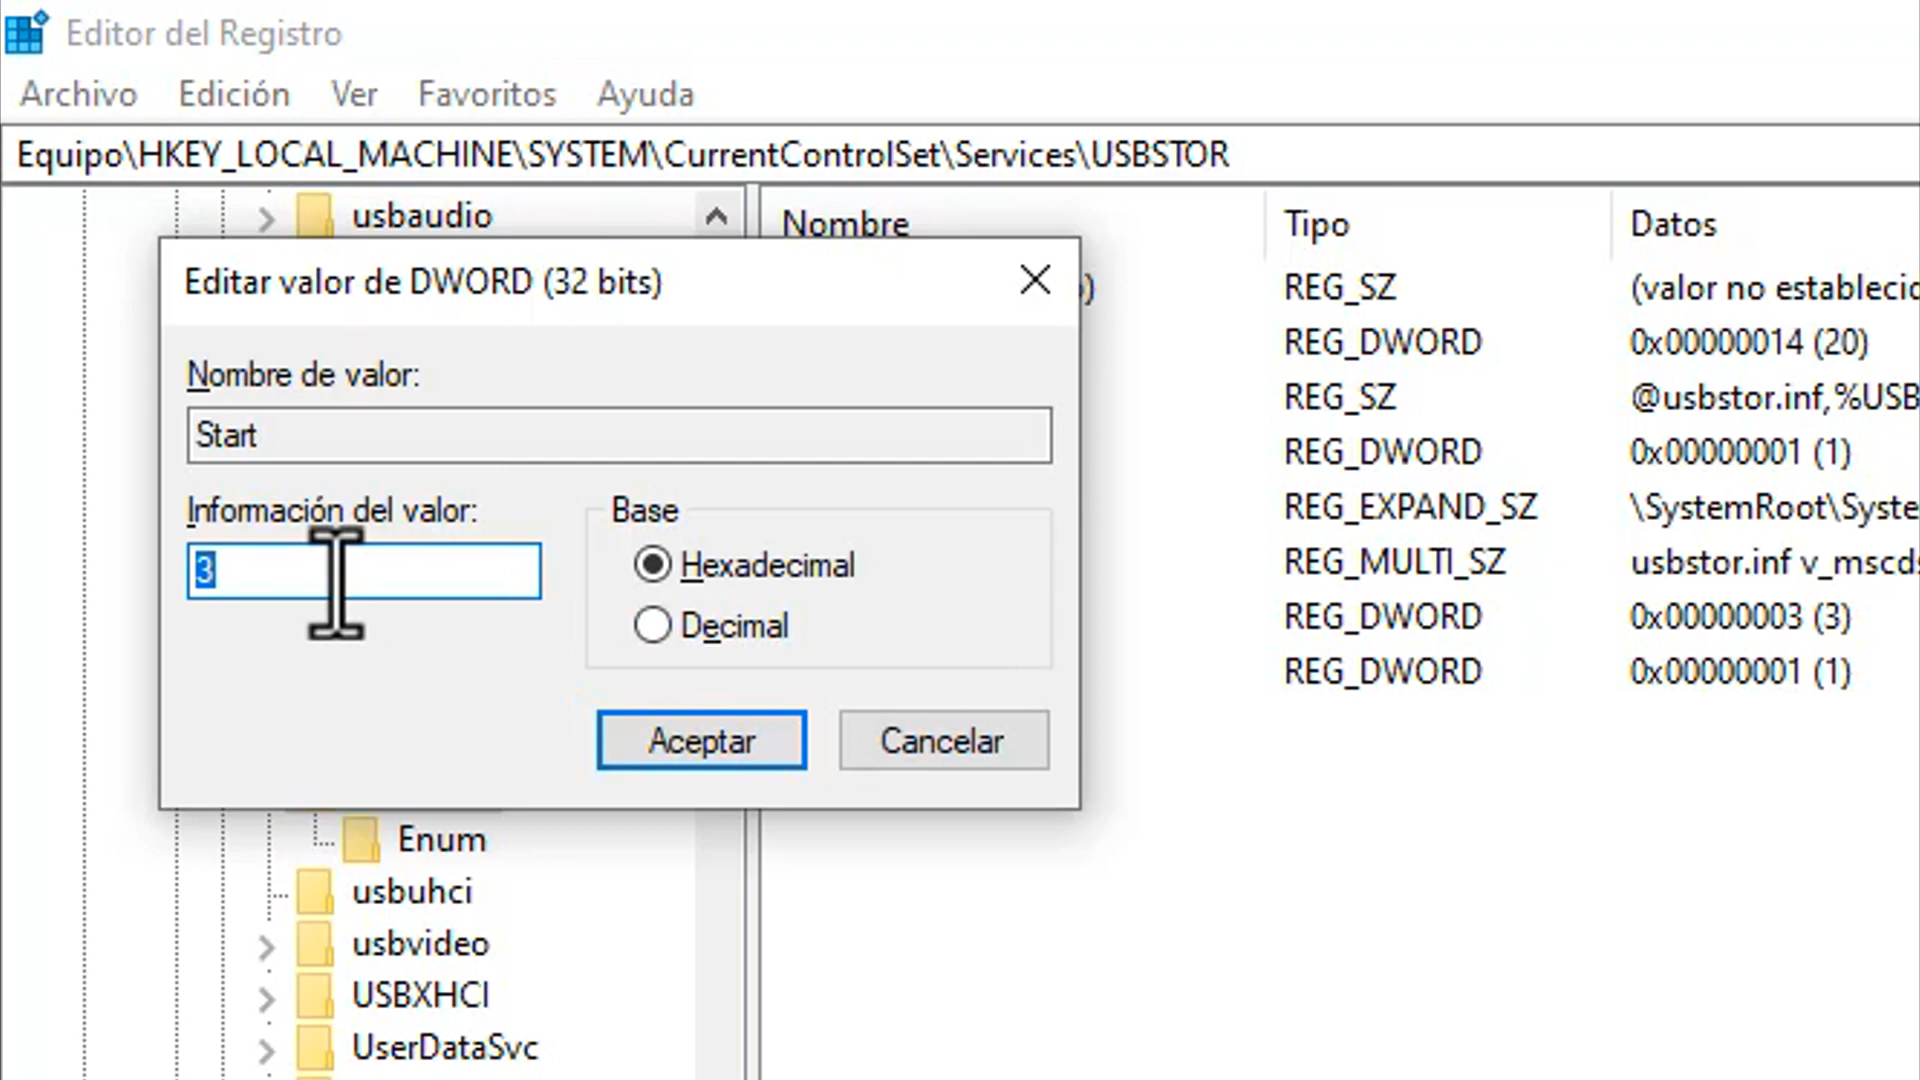 Editor del Registro
Archivo Edición Ver Favoritos Ayuda
Equipo\HKEY_LOCAL_MACHINE\SYSTEM\CurrentControlSet\Services\USBSTOR
usbaudio
Editar valor de DWORD (32 bits)
Nombre de valor:
Start
Información del valor:
3
Base
Hexadecimal
Decimal
Aceptar Cancelar
Enum
usbuhci
usbvideo
USBXHCI
UserDataSvc
Nombre Tipo Datos
REG_SZ (valor no establecid
REG_DWORD 0x00000014 (20)
REG_SZ @usbstor.inf,%USB
REG_DWORD 0x00000001 (1)
REG_EXPAND_SZ \SystemRoot\Syste
REG_MULTI_SZ usbstor.inf v_mscds
REG_DWORD 0x00000003 (3)
REG_DWORD 0x00000001 (1)